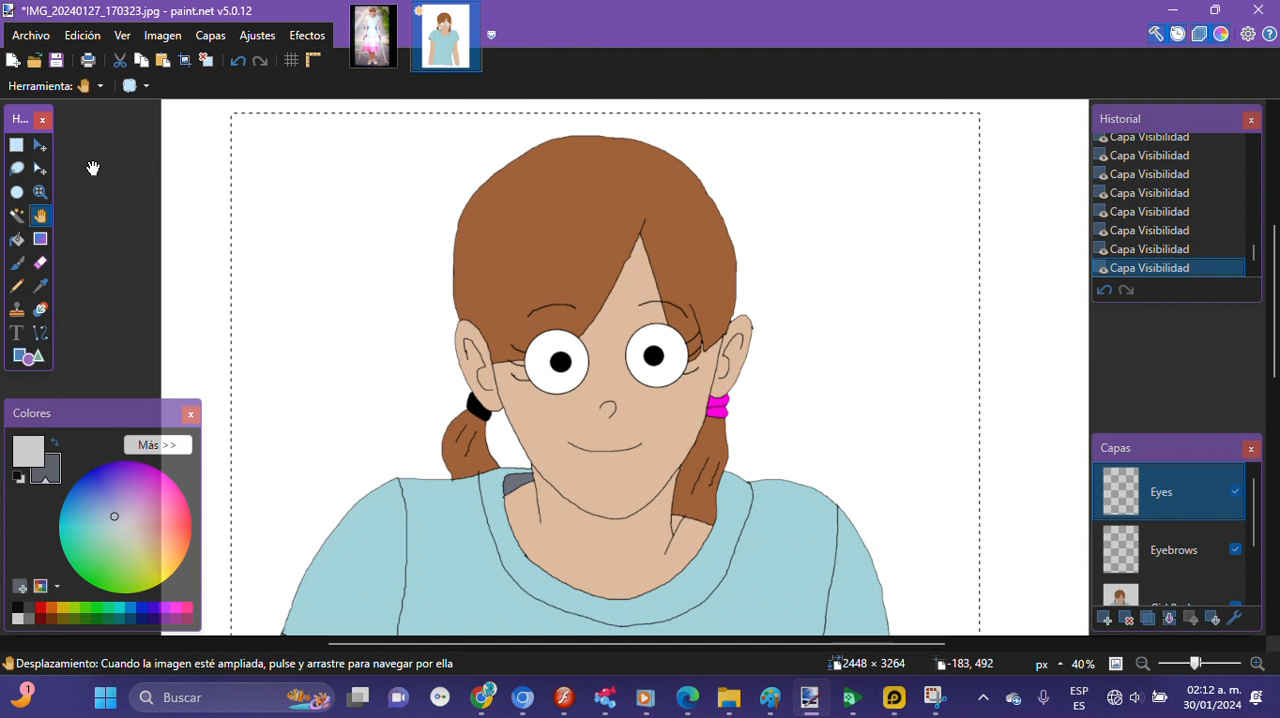 *IMG_20240127_170323.jpg - paint.net v5.0.12
Archivo Edición Ver Imagen Capas Ajustes Efectos
Herramienta:
H...
Historial
Capa Visibilidad
Capa Visibilidad
Capa Visibilidad
Capa Visibilidad
Capa Visibilidad
Capa Visibilidad
Capa Visibilidad
Capa Visibilidad
Colores
Más >>
Capas
Eyes
Eyebrows
Desplazamiento: Cuando la imagen esté ampliada, pulse y arrastre para navegar por ella
2448 × 3264
-183, 492
px
40%
1
Buscar
ESP
ES
02:12 a. m.
30/01/2024